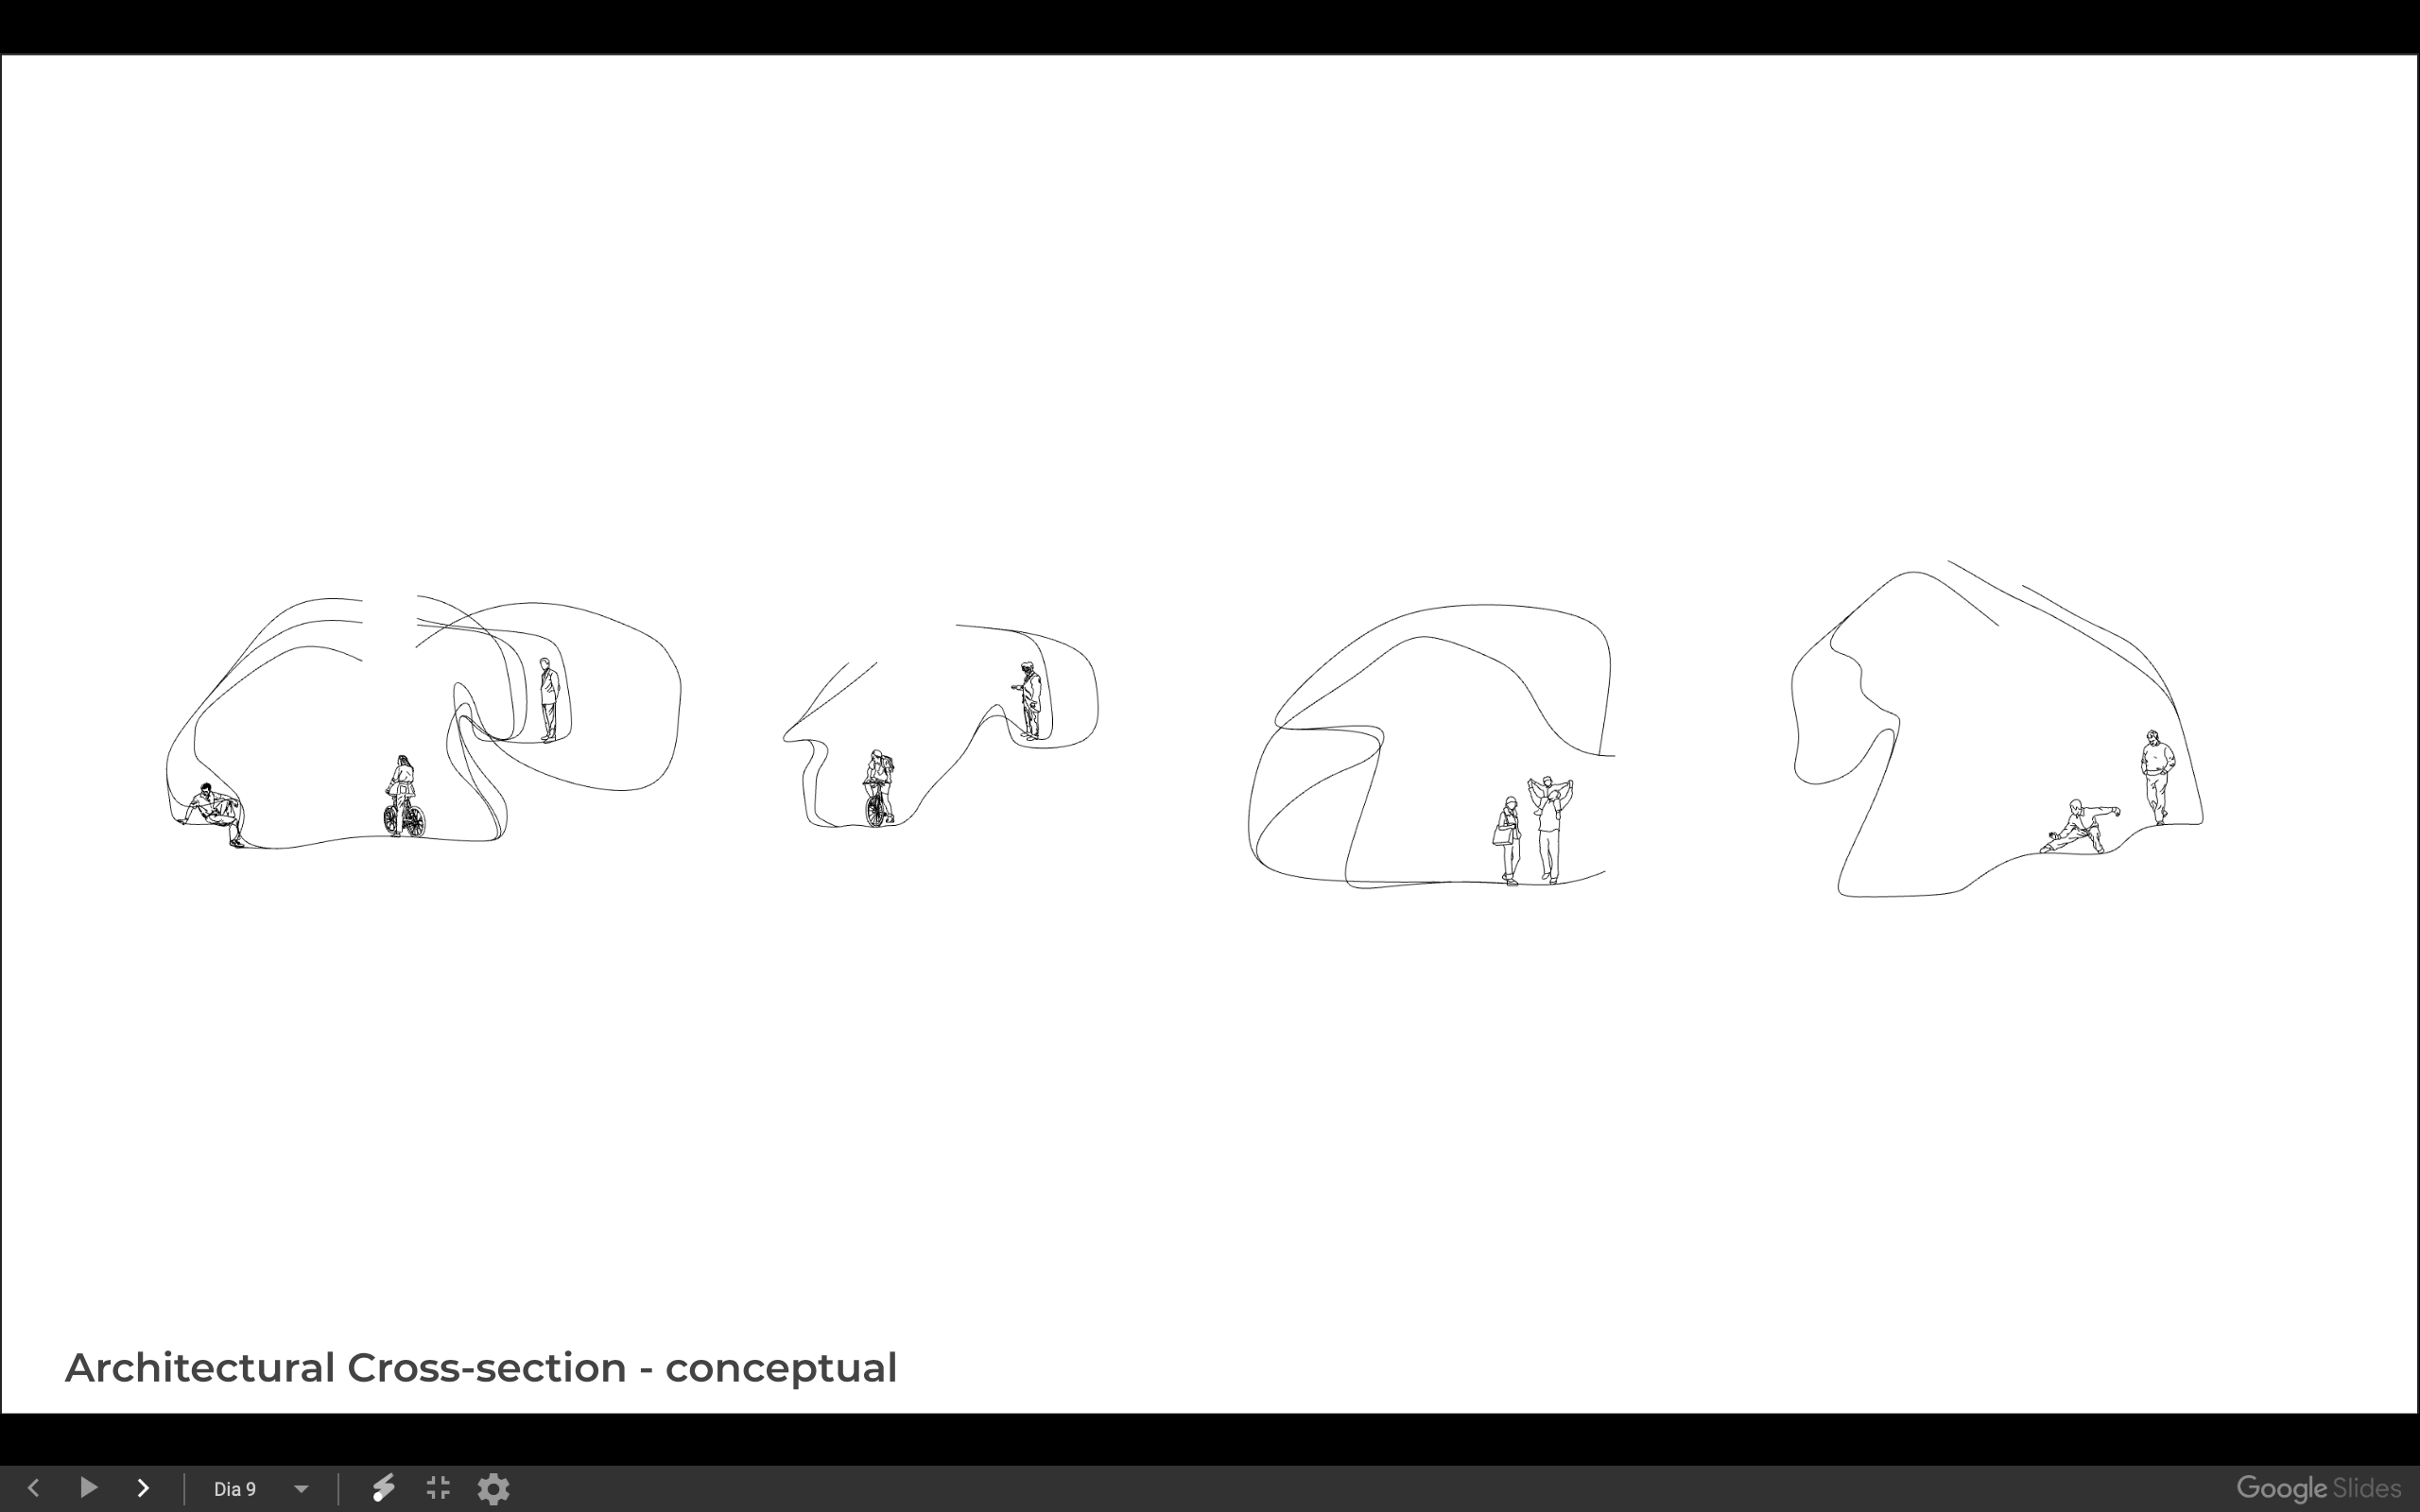 Architectural Cross-section - conceptual
Dia 9
Google Slides